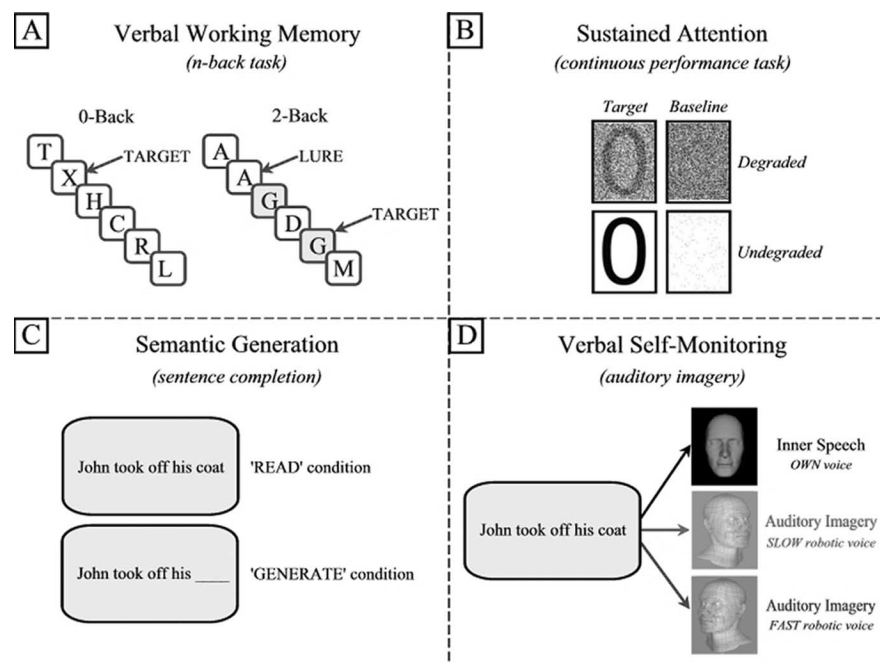 A
Verbal Working Memory
(n-back task)
0-Back
2-Back
T
X
H
C
R
L
TARGET
A
A
G
D
G
M
LURE
TARGET
B
Sustained Attention
(continuous performance task)
Target
Baseline
0
Degraded
0
Undegraded
C
Semantic Generation
(sentence completion)
John took off his coat
'READ' condition
John took off his ____
'GENERATE' condition
D
Verbal Self-Monitoring
(auditory imagery)
John took off his coat
Inner Speech
OWN voice
Auditory Imagery
SLOW robotic voice
Auditory Imagery
FAST robotic voice